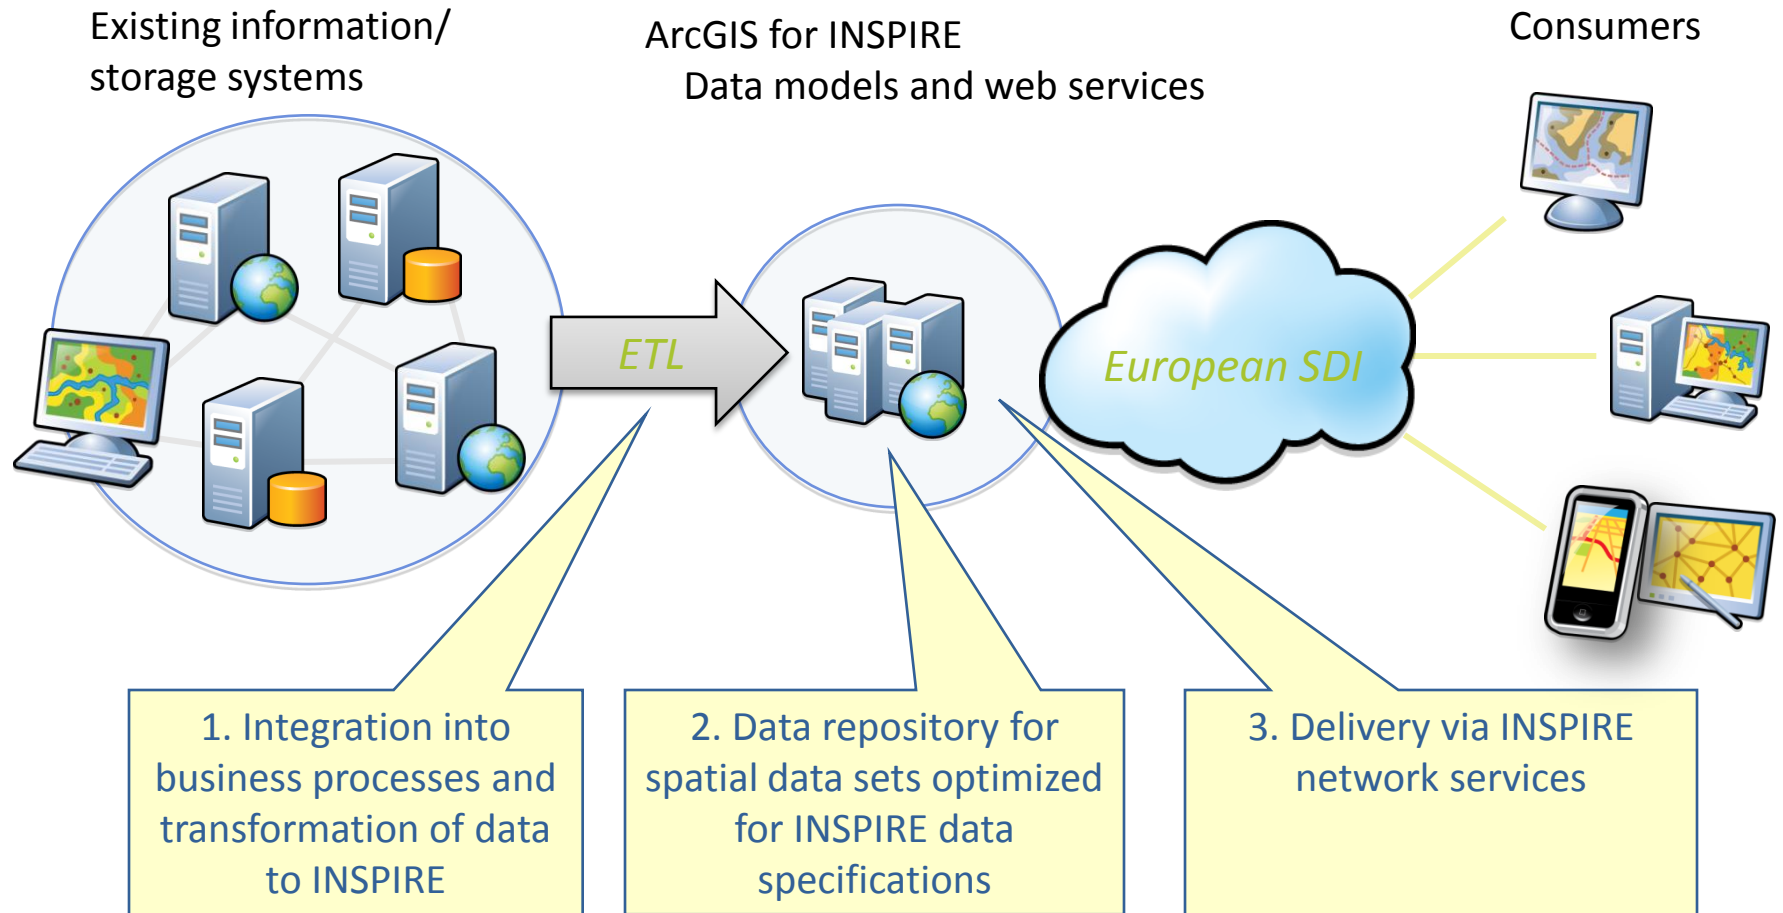 Existing information/
storage systems
ArcGIS for INSPIRE
Data models and web services
Consumers
ETL
European SDI
1. Integration into
business processes and
transformation of data
to INSPIRE
2. Data repository for
spatial data sets optimized
for INSPIRE data
specifications
3. Delivery via INSPIRE
network services